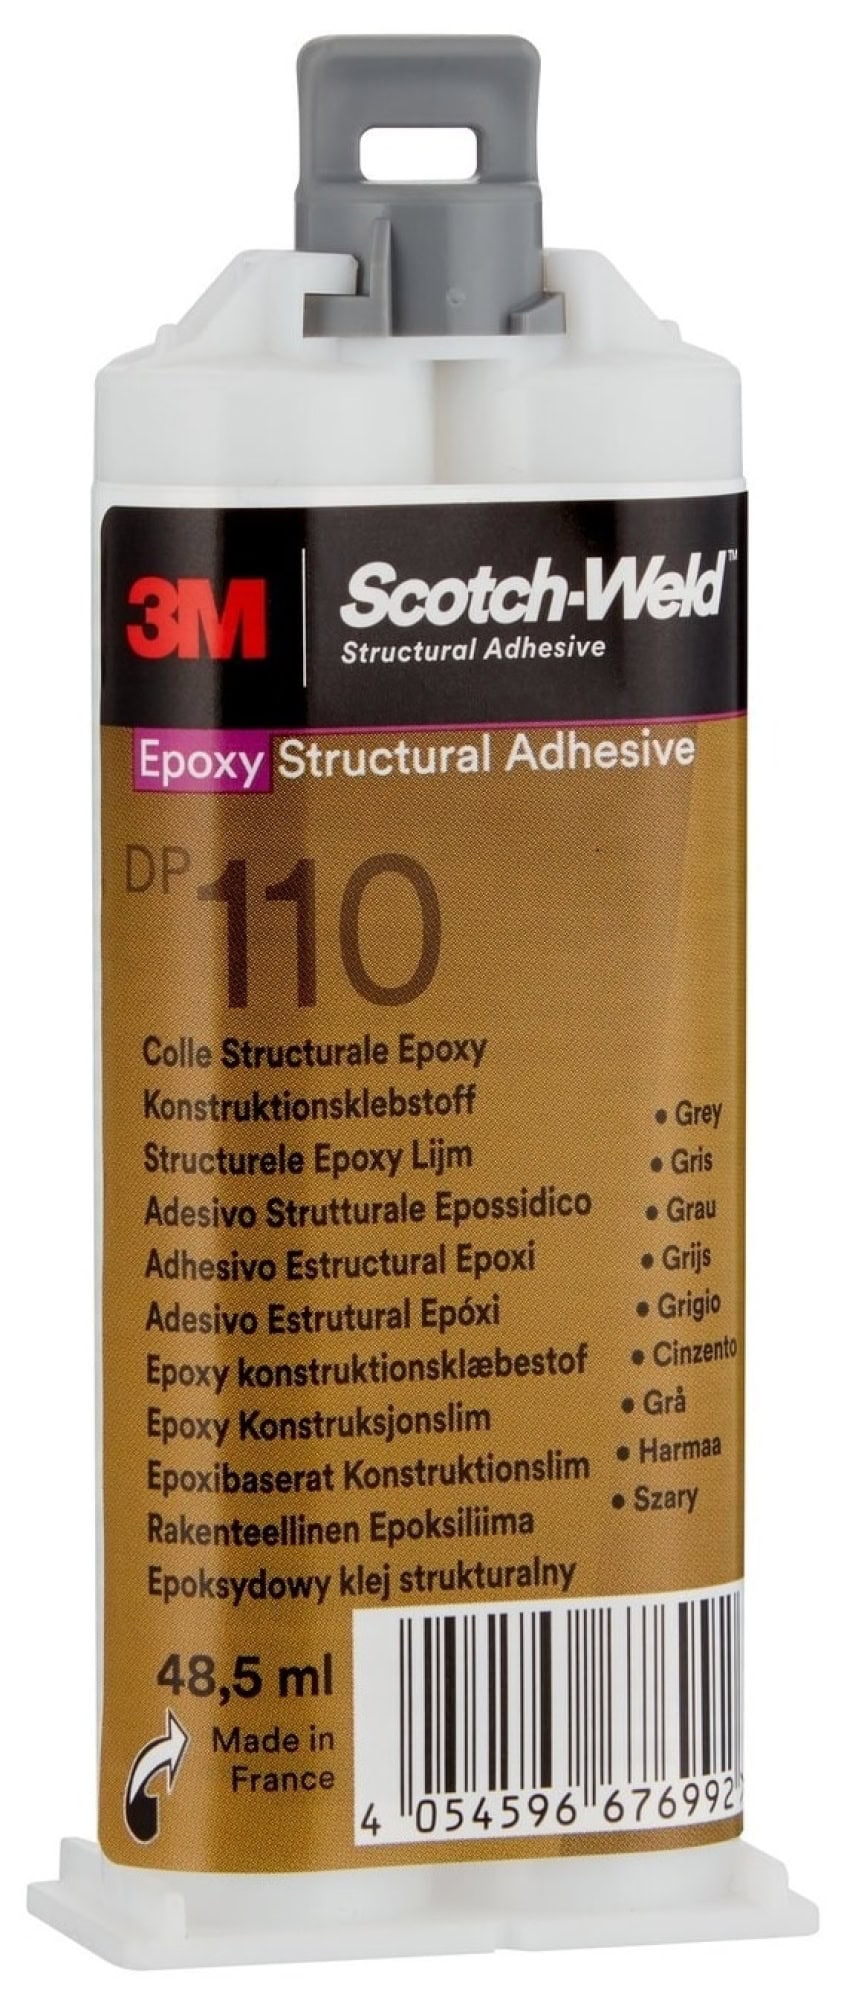 3M
Scotch-Weld™
Structural Adhesive
Epoxy Structural Adhesive
DP110
Colle Structurale Epoxy
Konstruktionsklebstoff
Structurele Epoxy Lijm
Adesivo Strutturale Epossidico
Adhesivo Estructural Epoxi
Adesivo Estrutural Epóxi
Epoxy konstruktionsklæbestof
Epoxy Konstruksjonslim
Epoxibaserat Konstruktionslim
Rakenteellinen Epoksiliima
Epoksydowy klej strukturalny
• Grey
• Gris
• Grau
• Grijs
• Grigio
• Cinzento
• Grå
• Harmaa
• Szary
48,5 ml
Made in
France
4 054596 676992